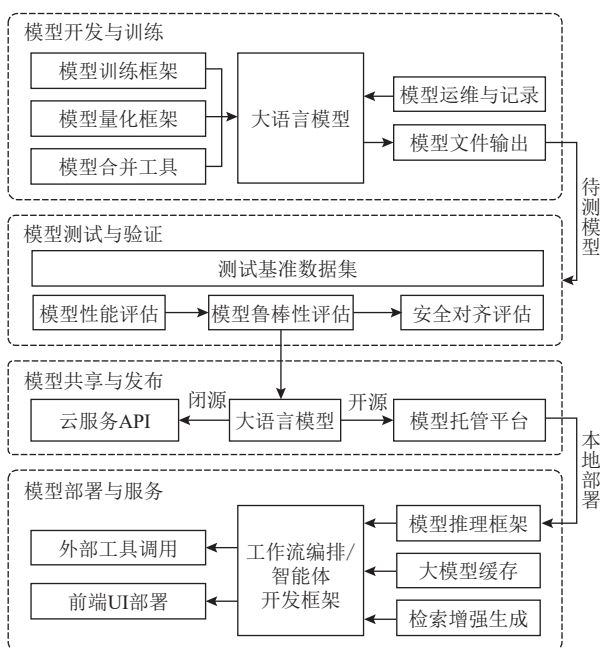 模型开发与训练
模型训练框架
模型量化框架
模型合并工具
大语言模型
模型运维与记录
模型文件输出
待测模型
模型测试与验证
测试基准数据集
模型性能评估
模型鲁棒性评估
安全对齐评估
模型共享与发布
云服务API
闭源
大语言模型
开源
模型托管平台
本地部署
模型部署与服务
外部工具调用
前端UI部署
工作流编排/
智能体
开发框架
模型推理框架
大模型缓存
检索增强生成